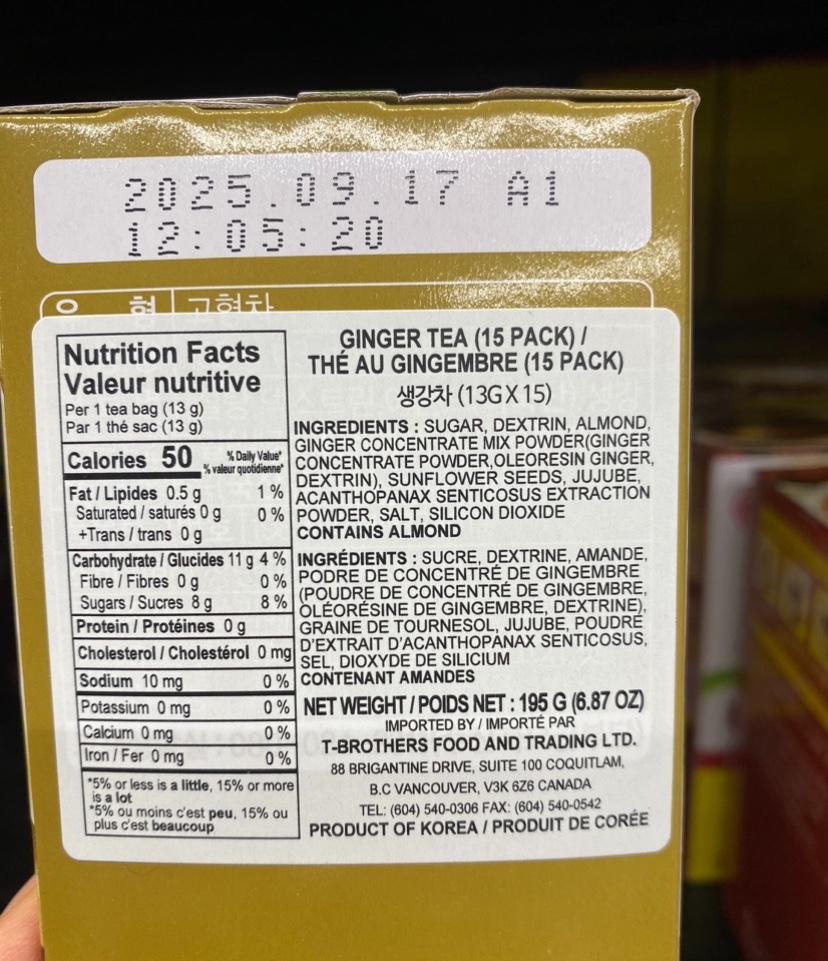 2025.09.17 A1
12:05:20
유 형 고형차
Nutrition Facts
Valeur nutritive
Per 1 tea bag (13 g)
Par 1 thé sac (13 g)
Calories 50
% Daily Value*
% valeur quotidienne*
Fat / Lipides 0.5 g 1 %
Saturated / saturés 0 g 0 %
+Trans / trans 0 g
Carbohydrate / Glucides 11 g 4 %
Fibre / Fibres 0 g 0 %
Sugars / Sucres 8 g 8 %
Protein / Protéines 0 g
Cholesterol / Cholestérol 0 mg
Sodium 10 mg 0 %
Potassium 0 mg 0 %
Calcium 0 mg 0 %
Iron / Fer 0 mg 0 %
*5% or less is a little, 15% or more
is a lot
*5% ou moins c'est peu, 15% ou
plus c'est beaucoup
GINGER TEA (15 PACK) /
THÉ AU GINGEMBRE (15 PACK)
생강차 (13G X 15)
INGREDIENTS : SUGAR, DEXTRIN, ALMOND,
GINGER CONCENTRATE MIX POWDER(GINGER
CONCENTRATE POWDER,OLEORESIN GINGER,
DEXTRIN), SUNFLOWER SEEDS, JUJUBE,
ACANTHOPANAX SENTICOSUS EXTRACTION
POWDER, SALT, SILICON DIOXIDE
CONTAINS ALMOND
INGRÉDIENTS : SUCRE, DEXTRINE, AMANDE,
PODRE DE CONCENTRÉ DE GINGEMBRE
(POUDRE DE CONCENTRÉ DE GINGEMBRE,
OLÉORÉSINE DE GINGEMBRE, DEXTRINE),
GRAINE DE TOURNESOL, JUJUBE, POUDRE
D'EXTRAIT D'ACANTHOPANAX SENTICOSUS,
SEL, DIOXYDE DE SILICIUM
CONTENANT AMANDES
NET WEIGHT / POIDS NET : 195 G (6.87 OZ)
IMPORTED BY / IMPORTÉ PAR
T-BROTHERS FOOD AND TRADING LTD.
88 BRIGANTINE DRIVE, SUITE 100 COQUITLAM,
B.C VANCOUVER, V3K 6Z6 CANADA
TEL: (604) 540-0306 FAX: (604) 540-0542
PRODUCT OF KOREA / PRODUIT DE CORÉE